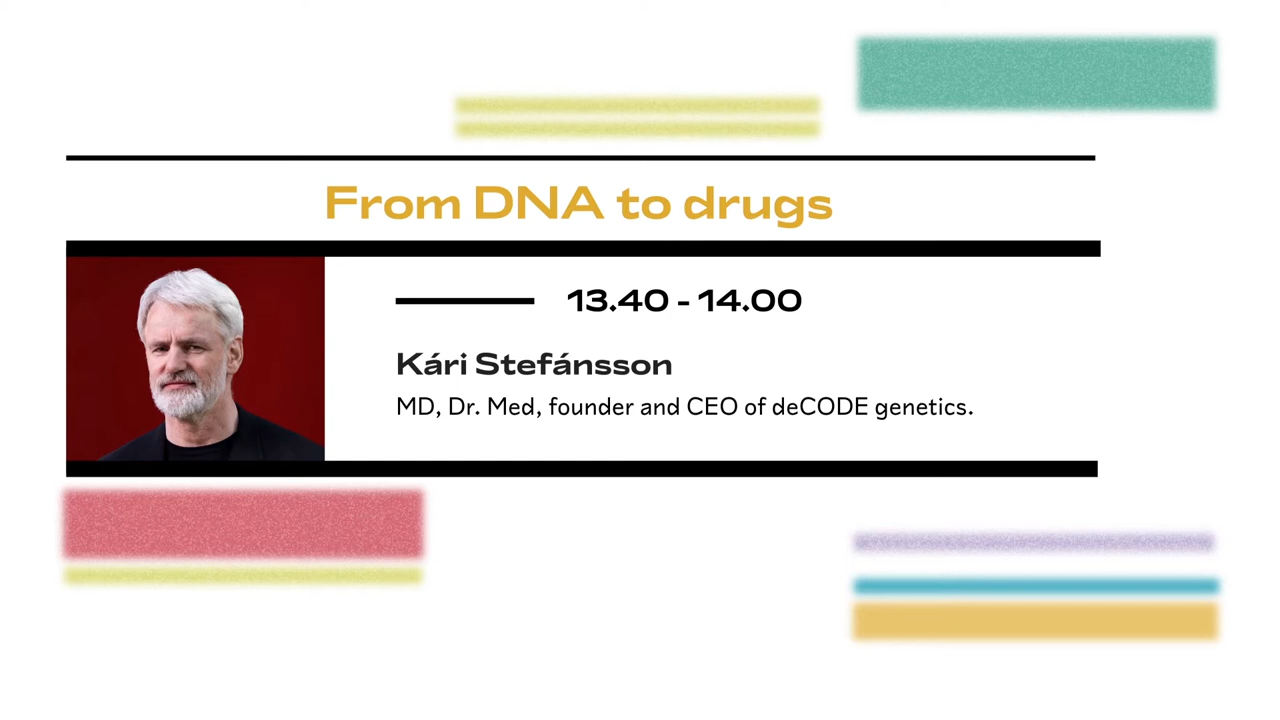 From DNA to drugs
13.40 - 14.00
Kári Stefánsson
MD, Dr. Med, founder and CEO of deCODE genetics.